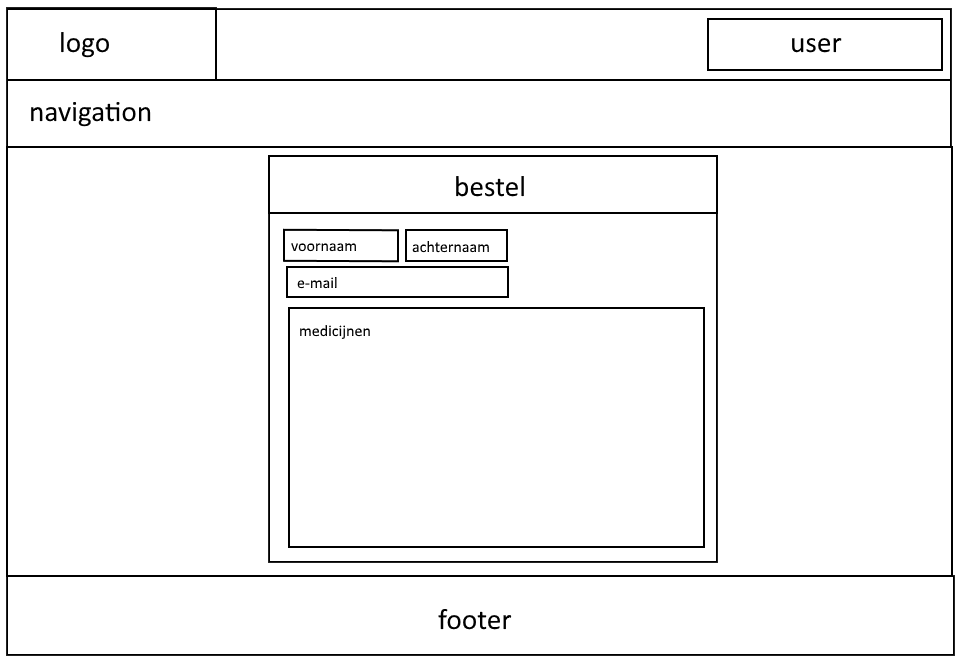 logo
user
navigation
bestel
voornaam
achternaam
e-mail
medicijnen
footer